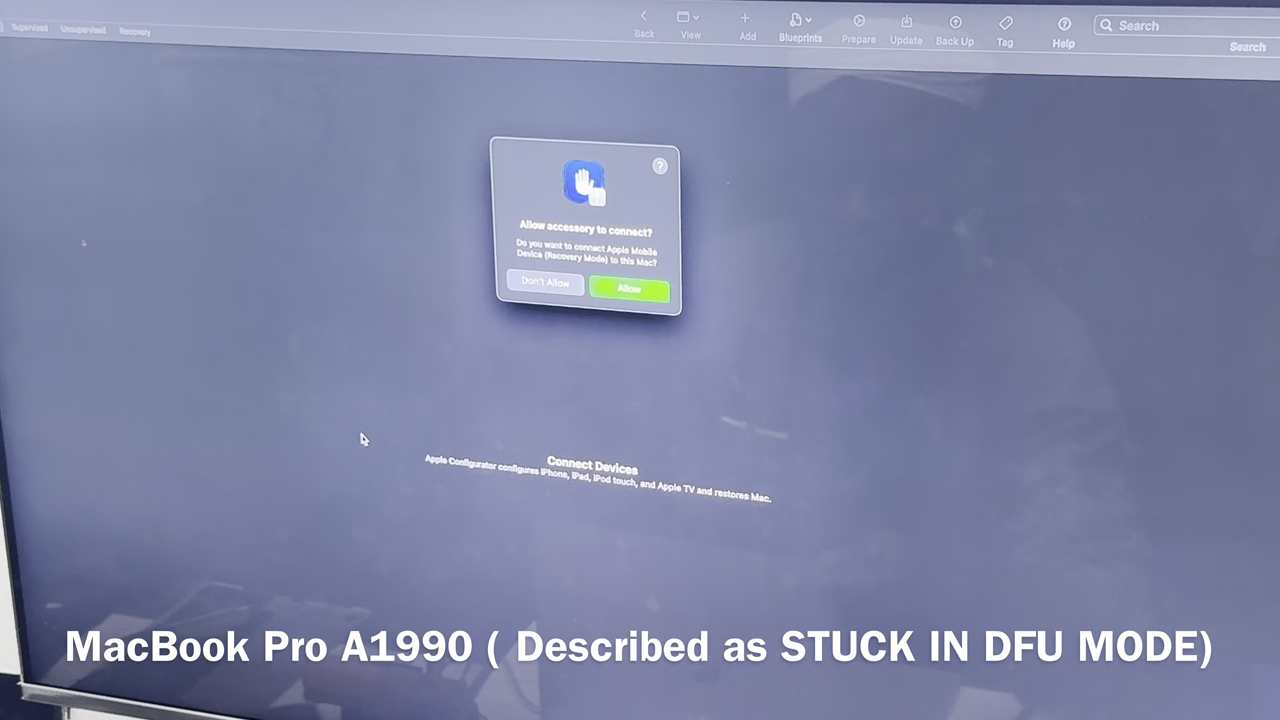 Supervised Unsupervised Recovery
Back View Add Blueprints Prepare Update Back Up Tag Help
Search
Search
?
Allow accessory to connect?
Do you want to connect Apple Mobile
Device (Recovery Mode) to this Mac?
Don't Allow Allow
Connect Devices
Apple Configurator configures iPhone, iPad, iPod touch, and Apple TV and restores Mac.
MacBook Pro A1990 ( Described as STUCK IN DFU MODE)